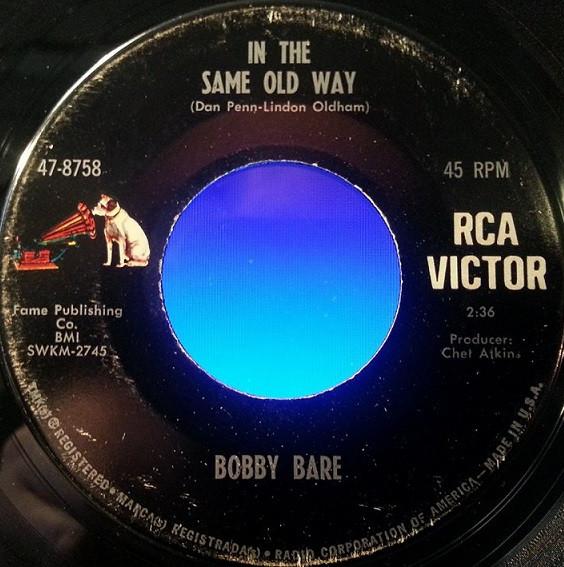 IN THE
SAME OLD WAY
(Dan Penn-Lindon Oldham)
47-8758
45 RPM
RCA
VICTOR
Fame Publishing
Co.
BMI
SWKM-2745
2:36
Producer:
Chet Atkins
BOBBY BARE
TMK(S) ® REGISTERED • MARCA(S) REGISTRADA(S) • RADIO CORPORATION OF AMERICA—MADE IN U.S.A.